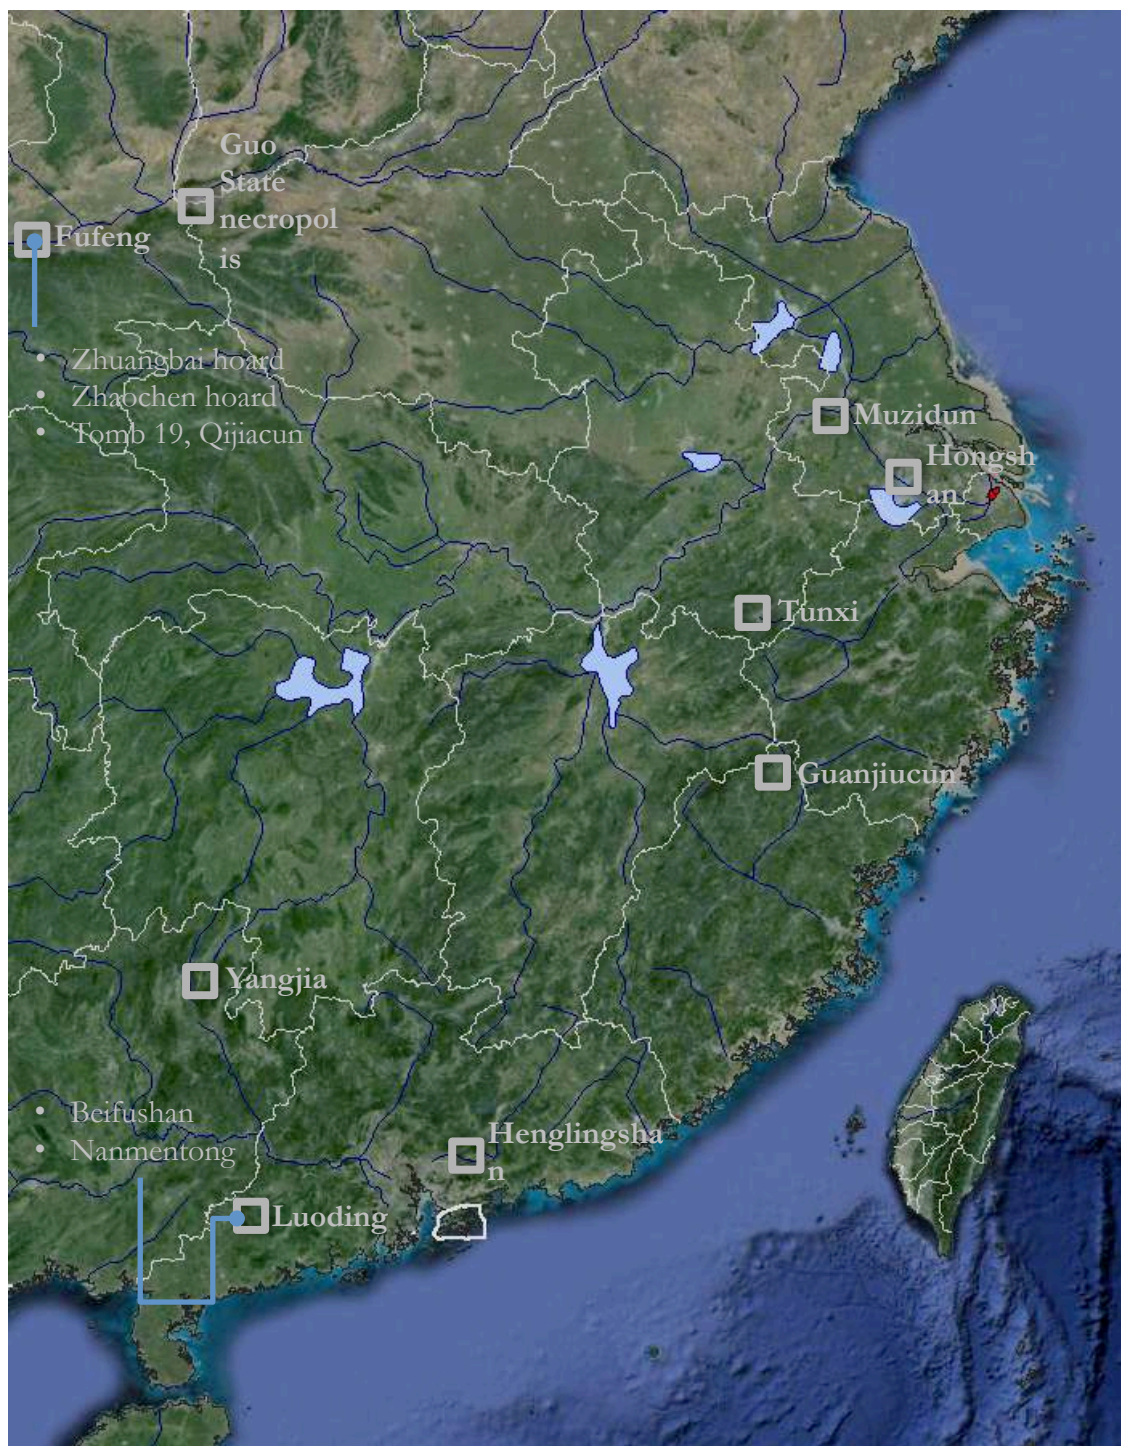 Guo
State
necropol
is
Fufeng
• Zhuangbai hoard
• Zhaochen hoard
• Tomb 19, Qijiacun
Muzidun
Hongsh
an
Tunxi
Guanjiucun
Yangjia
• Beifushan
• Nanmentong
Henglingsha
n
Luoding